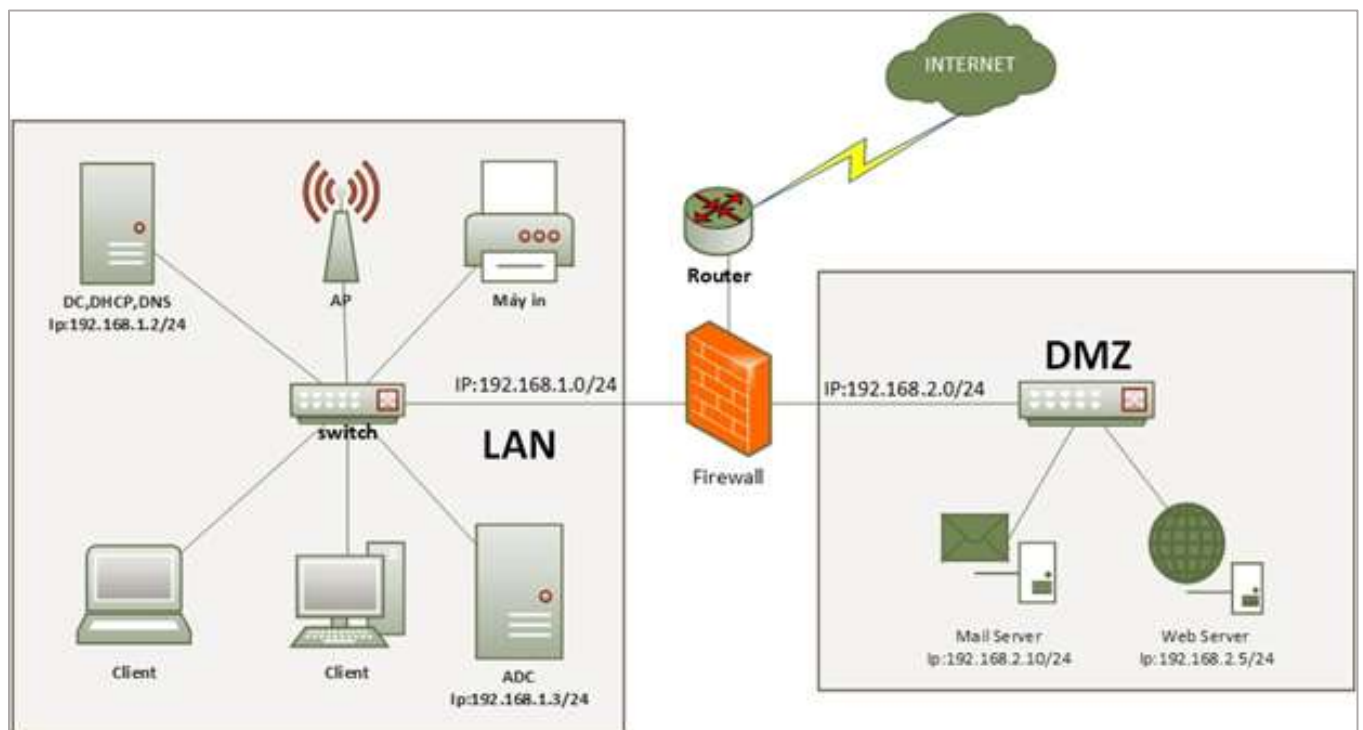 INTERNET
Router
DC,DHCP,DNS
Ip:192.168.1.2/24
AP
Máy in
IP:192.168.1.0/24
switch
LAN
Firewall
DMZ
IP:192.168.2.0/24
Client
Client
ADC
Ip:192.168.1.3/24
Mail Server
Ip:192.168.2.10/24
Web Server
Ip:192.168.2.5/24